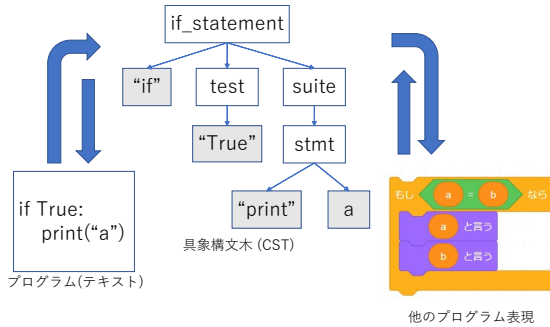 if_statement
“if”
test
suite
“True”
stmt
“print”
a
具象構文木 (CST)
if True:
print(“a”)
プログラム(テキスト)
もし a = b なら
a と言う
b と言う
他のプログラム表現